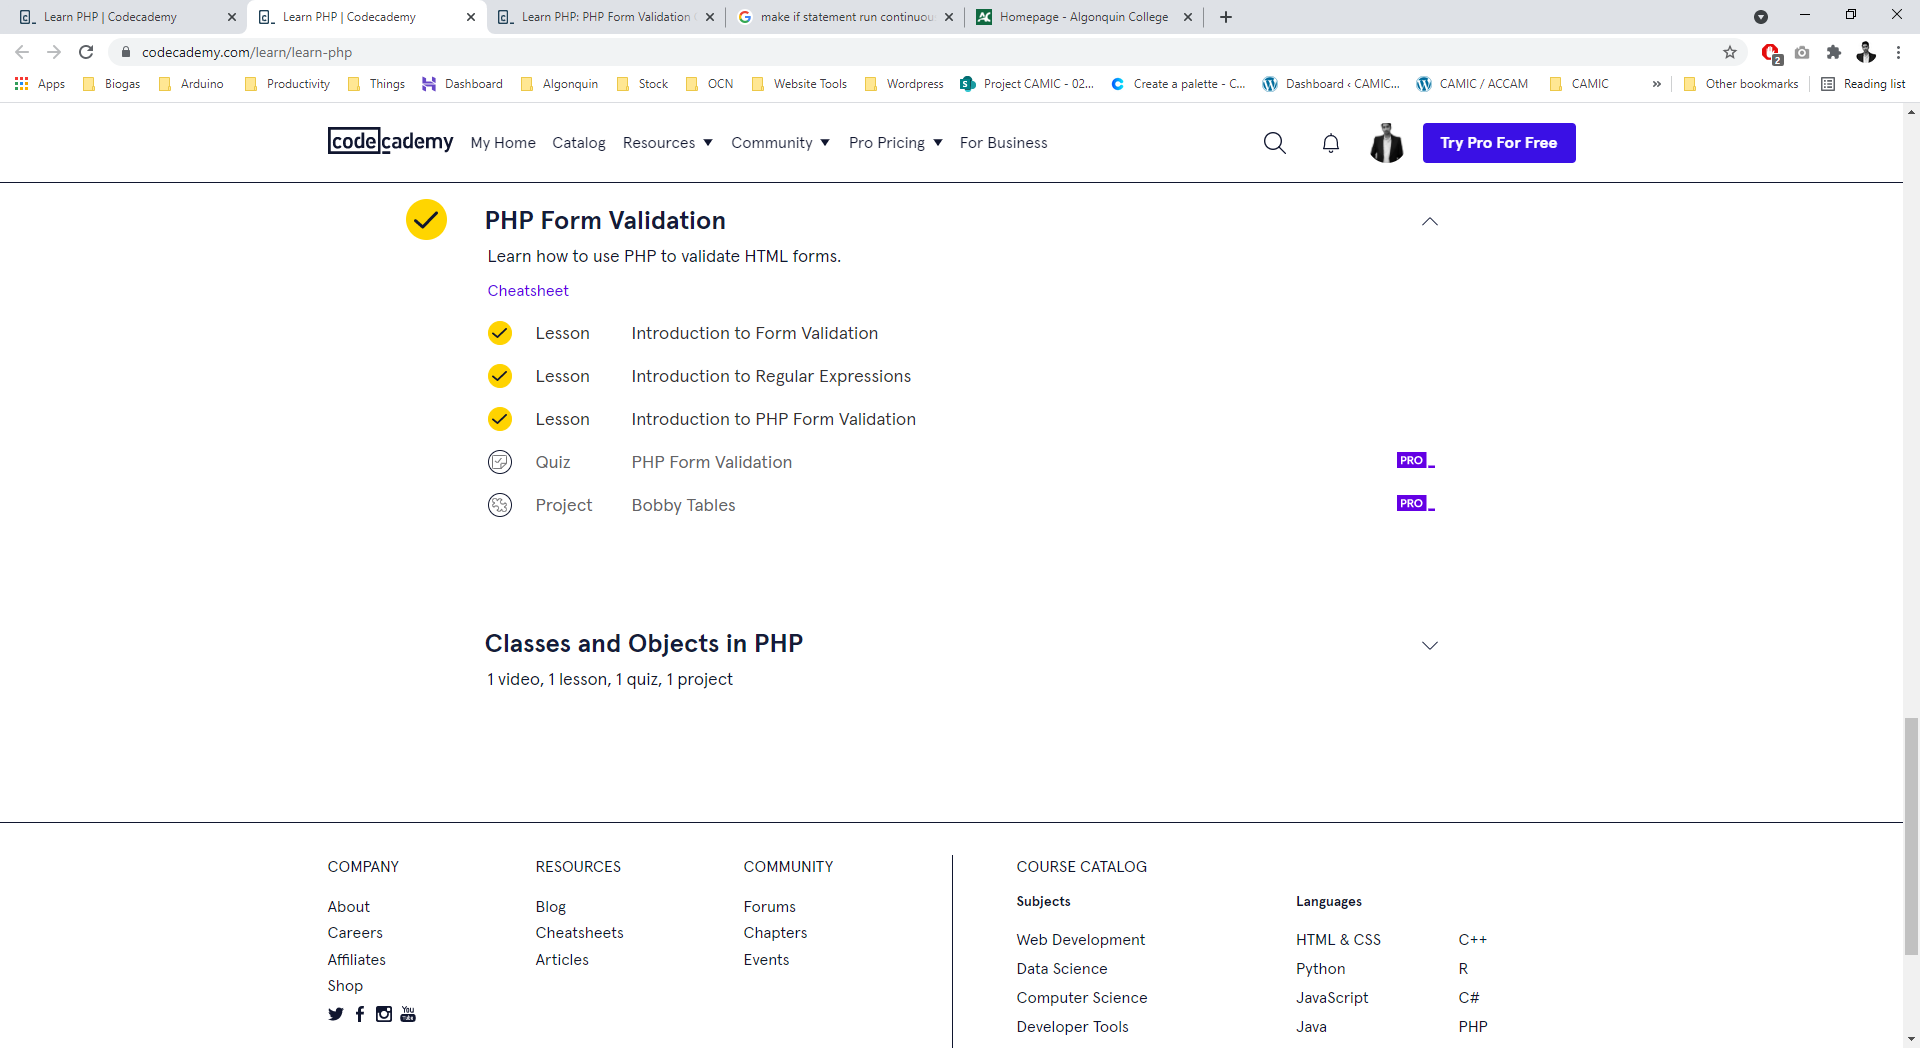 Learn PHP | Codecademy
Learn PHP | Codecademy
Learn PHP: PHP Form Validation
make if statement run continuou
Homepage - Algonquin College
codecademy.com/learn/learn-php
2
Apps
Biogas
Arduino
Productivity
Things
Dashboard
Algonquin
Stock
OCN
Website Tools
Wordpress
Project CAMIC - 02...
Create a palette - C...
Dashboard ‹ CAMIC...
CAMIC / ACCAM
CAMIC
»
Other bookmarks
Reading list
codecademy
My Home
Catalog
Resources
Community
Pro Pricing
For Business
Try Pro For Free
PHP Form Validation
Learn how to use PHP to validate HTML forms.
Cheatsheet
Lesson Introduction to Form Validation
Lesson Introduction to Regular Expressions
Lesson Introduction to PHP Form Validation
Quiz PHP Form Validation PRO
Project Bobby Tables PRO
Classes and Objects in PHP
1 video, 1 lesson, 1 quiz, 1 project
COMPANY
About
Careers
Affiliates
Shop
You Tube
RESOURCES
Blog
Cheatsheets
Articles
COMMUNITY
Forums
Chapters
Events
COURSE CATALOG
Subjects
Web Development
Data Science
Computer Science
Developer Tools
Languages
HTML & CSS
Python
JavaScript
Java
C++
R
C#
PHP